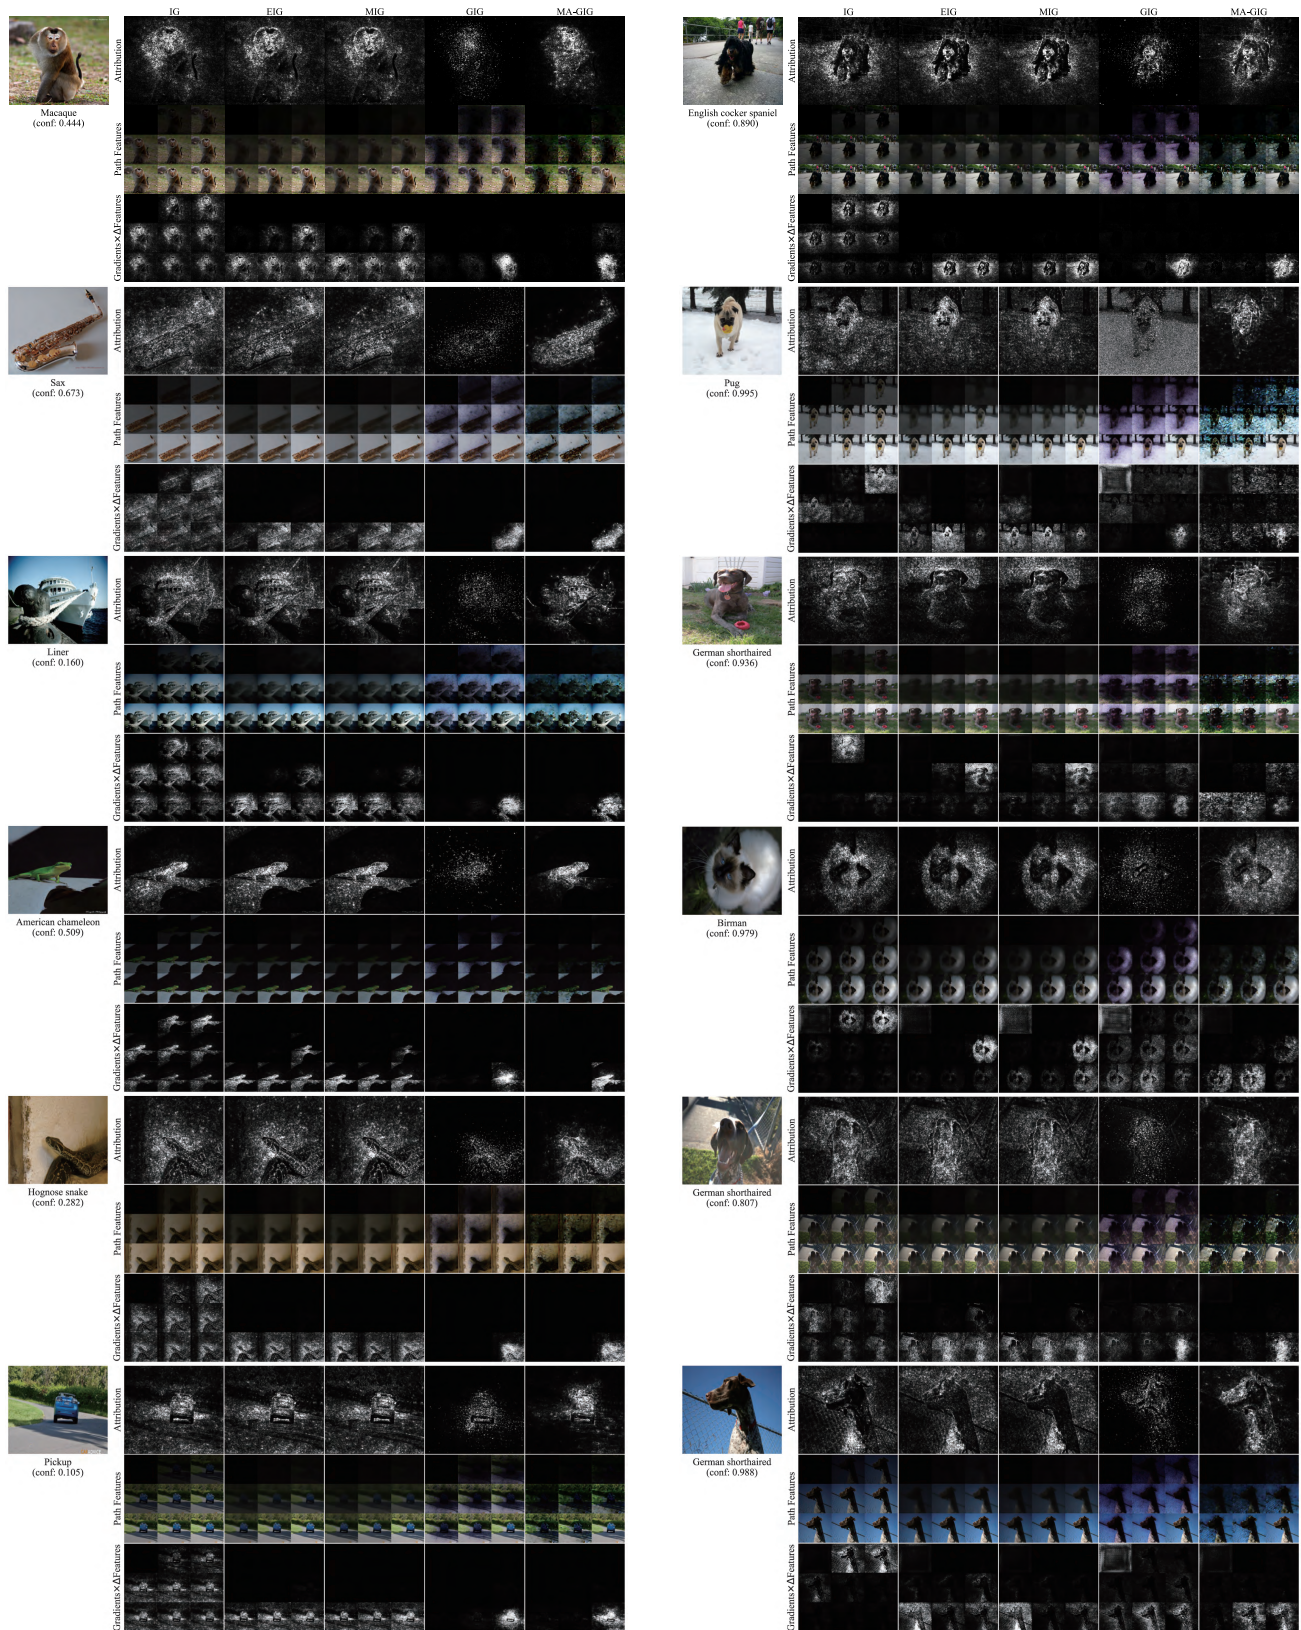 IG EIG MIG GIG MA-GIG
Attribution
Macaque
(conf: 0.444)
Path Features
Gradients×ΔFeatures
Attribution
Sax
(conf: 0.673)
Path Features
Gradients×ΔFeatures
Attribution
Liner
(conf: 0.160)
Path Features
Gradients×ΔFeatures
Attribution
American chameleon
(conf: 0.509)
Path Features
Gradients×ΔFeatures
Attribution
Hognose snake
(conf: 0.282)
Path Features
Gradients×ΔFeatures
Attribution
Pickup
(conf: 0.105)
Path Features
Gradients×ΔFeatures
IG EIG MIG GIG MA-GIG
Attribution
English cocker spaniel
(conf: 0.890)
Path Features
Gradients×ΔFeatures
Attribution
Pug
(conf: 0.995)
Path Features
Gradients×ΔFeatures
Attribution
German shorthaired
(conf: 0.936)
Path Features
Gradients×ΔFeatures
Attribution
Birman
(conf: 0.979)
Path Features
Gradients×ΔFeatures
Attribution
German shorthaired
(conf: 0.807)
Path Features
Gradients×ΔFeatures
Attribution
German shorthaired
(conf: 0.988)
Path Features
Gradients×ΔFeatures